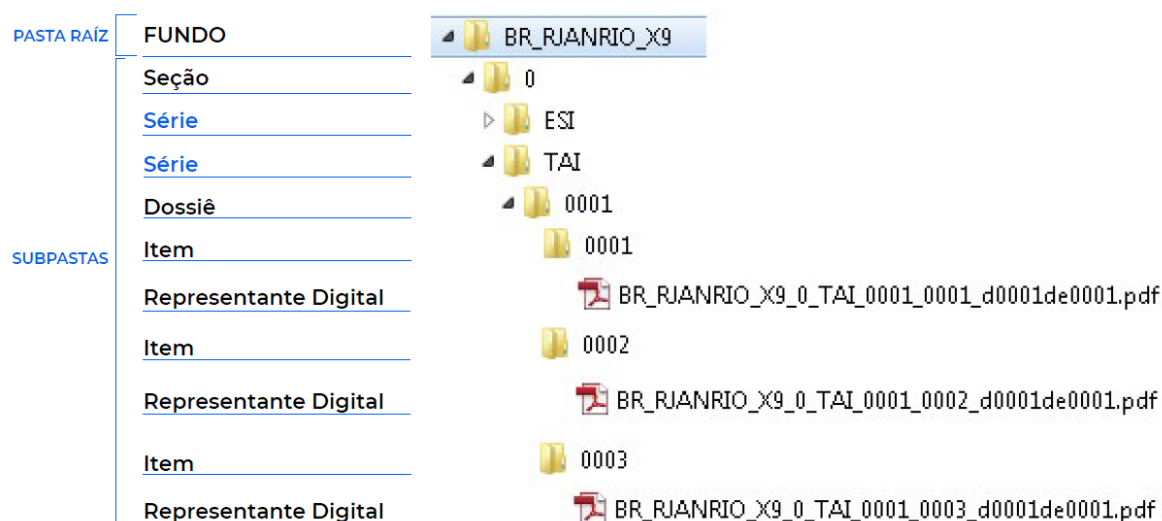 PASTA RAÍZ FUNDO BR_RJANRIO_X9
Seção 0
Série ESI
Série TAI
Dossiê 0001
SUBPASTAS Item 0001
Representante Digital BR_RJANRIO_X9_0_TAI_0001_0001_d0001de0001.pdf
Item 0002
Representante Digital BR_RJANRIO_X9_0_TAI_0001_0002_d0001de0001.pdf
Item 0003
Representante Digital BR_RJANRIO_X9_0_TAI_0001_0003_d0001de0001.pdf